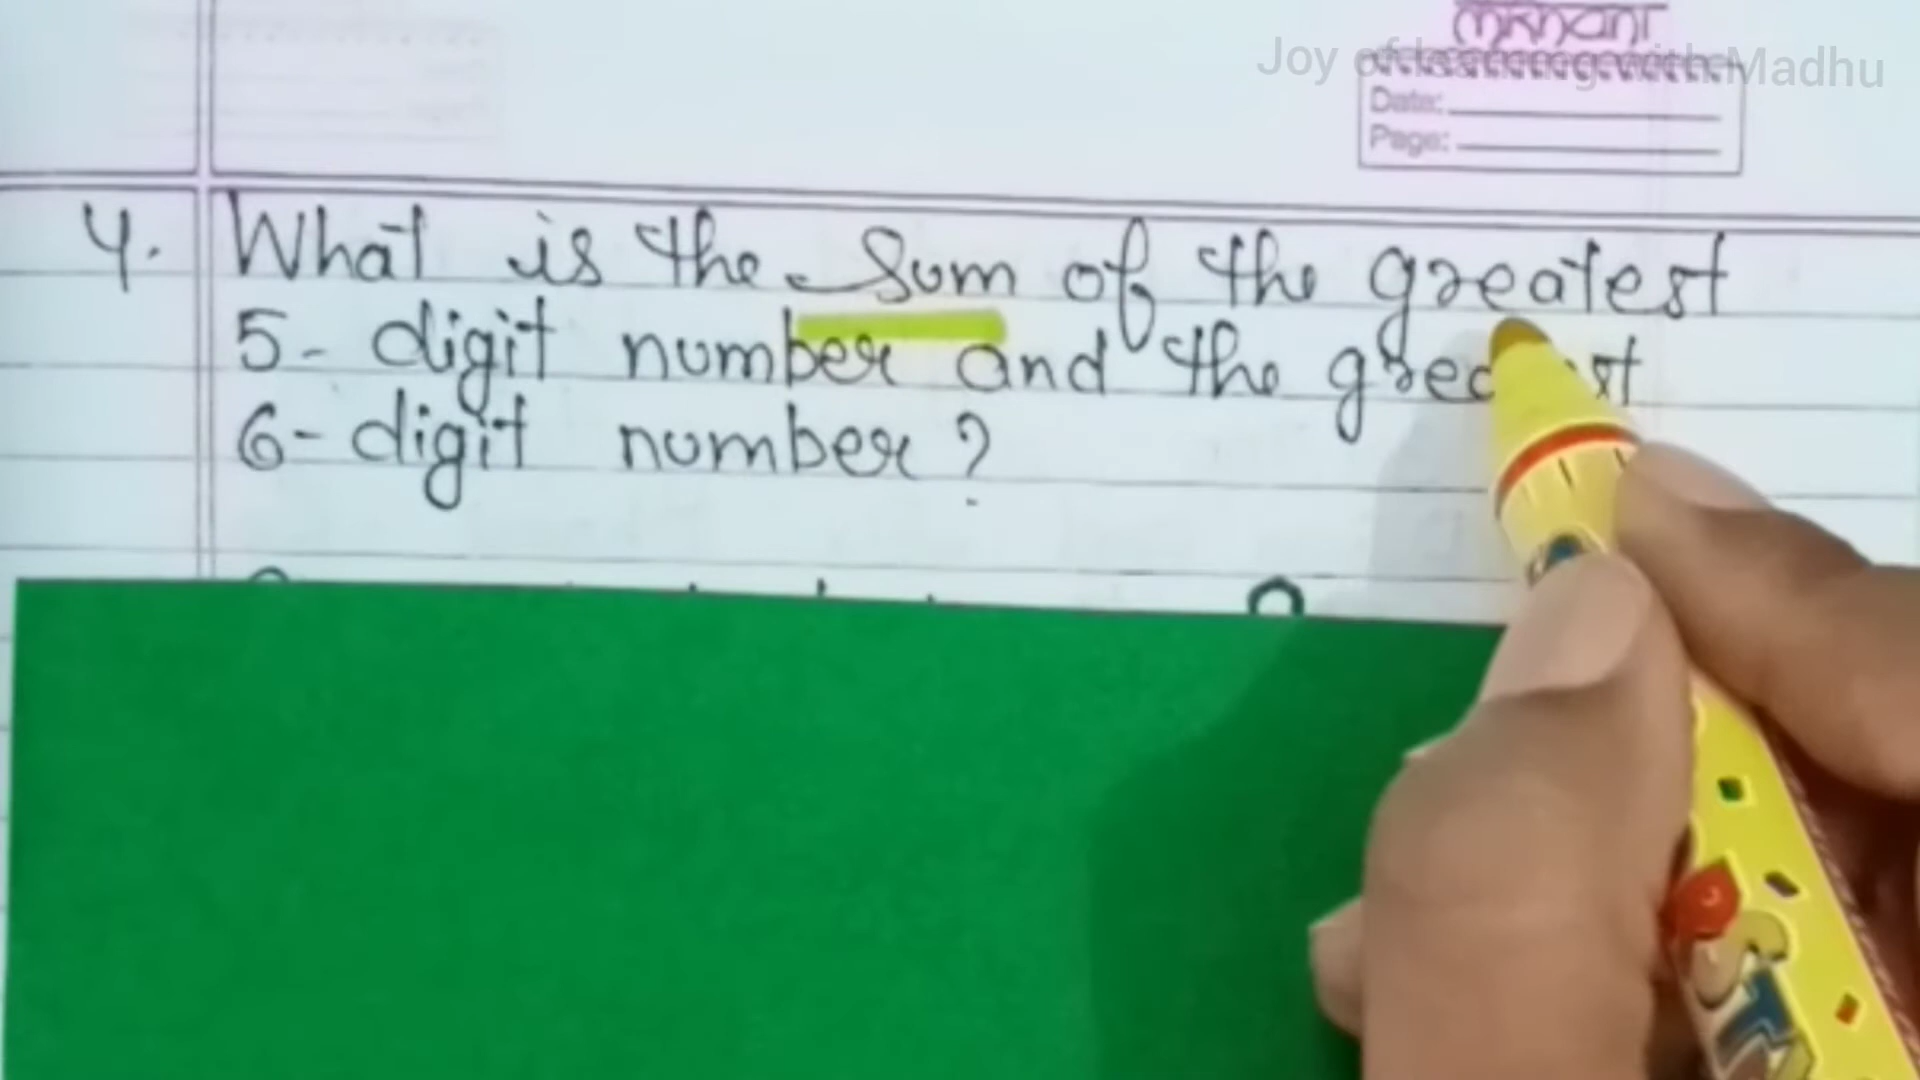 Joy of learning with Madhu
Date:
Page:
4. What is the Sum of the greatest
5- digit number and the greatest
6- digit number?